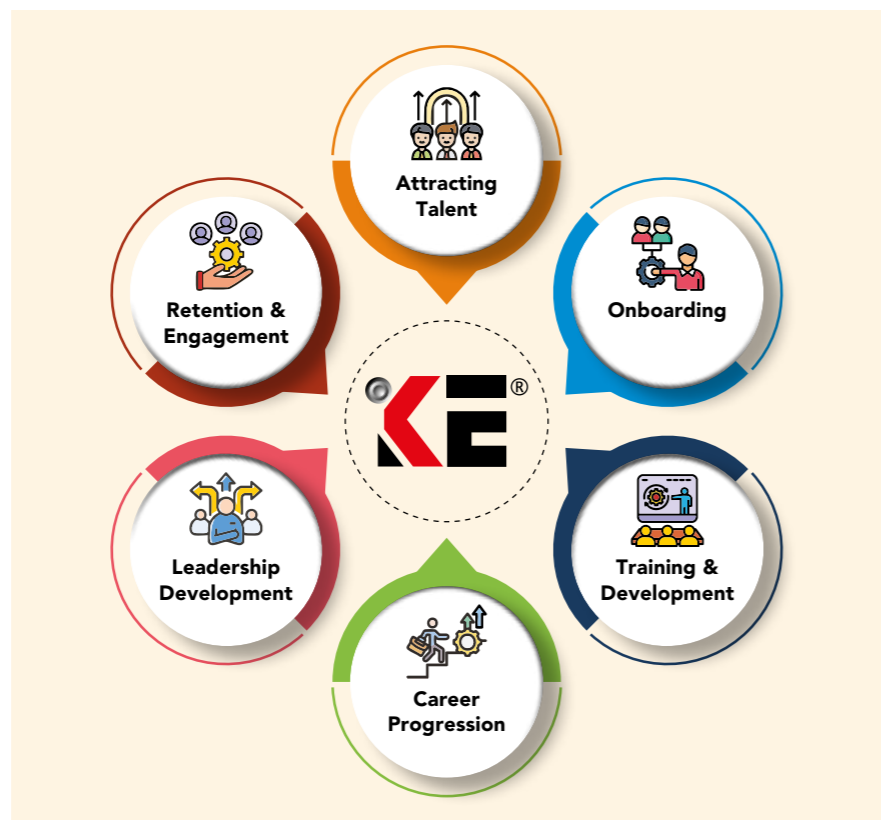 Attracting
Talent
Onboarding
Training &
Development
Career
Progression
Leadership
Development
Retention &
Engagement
KE®